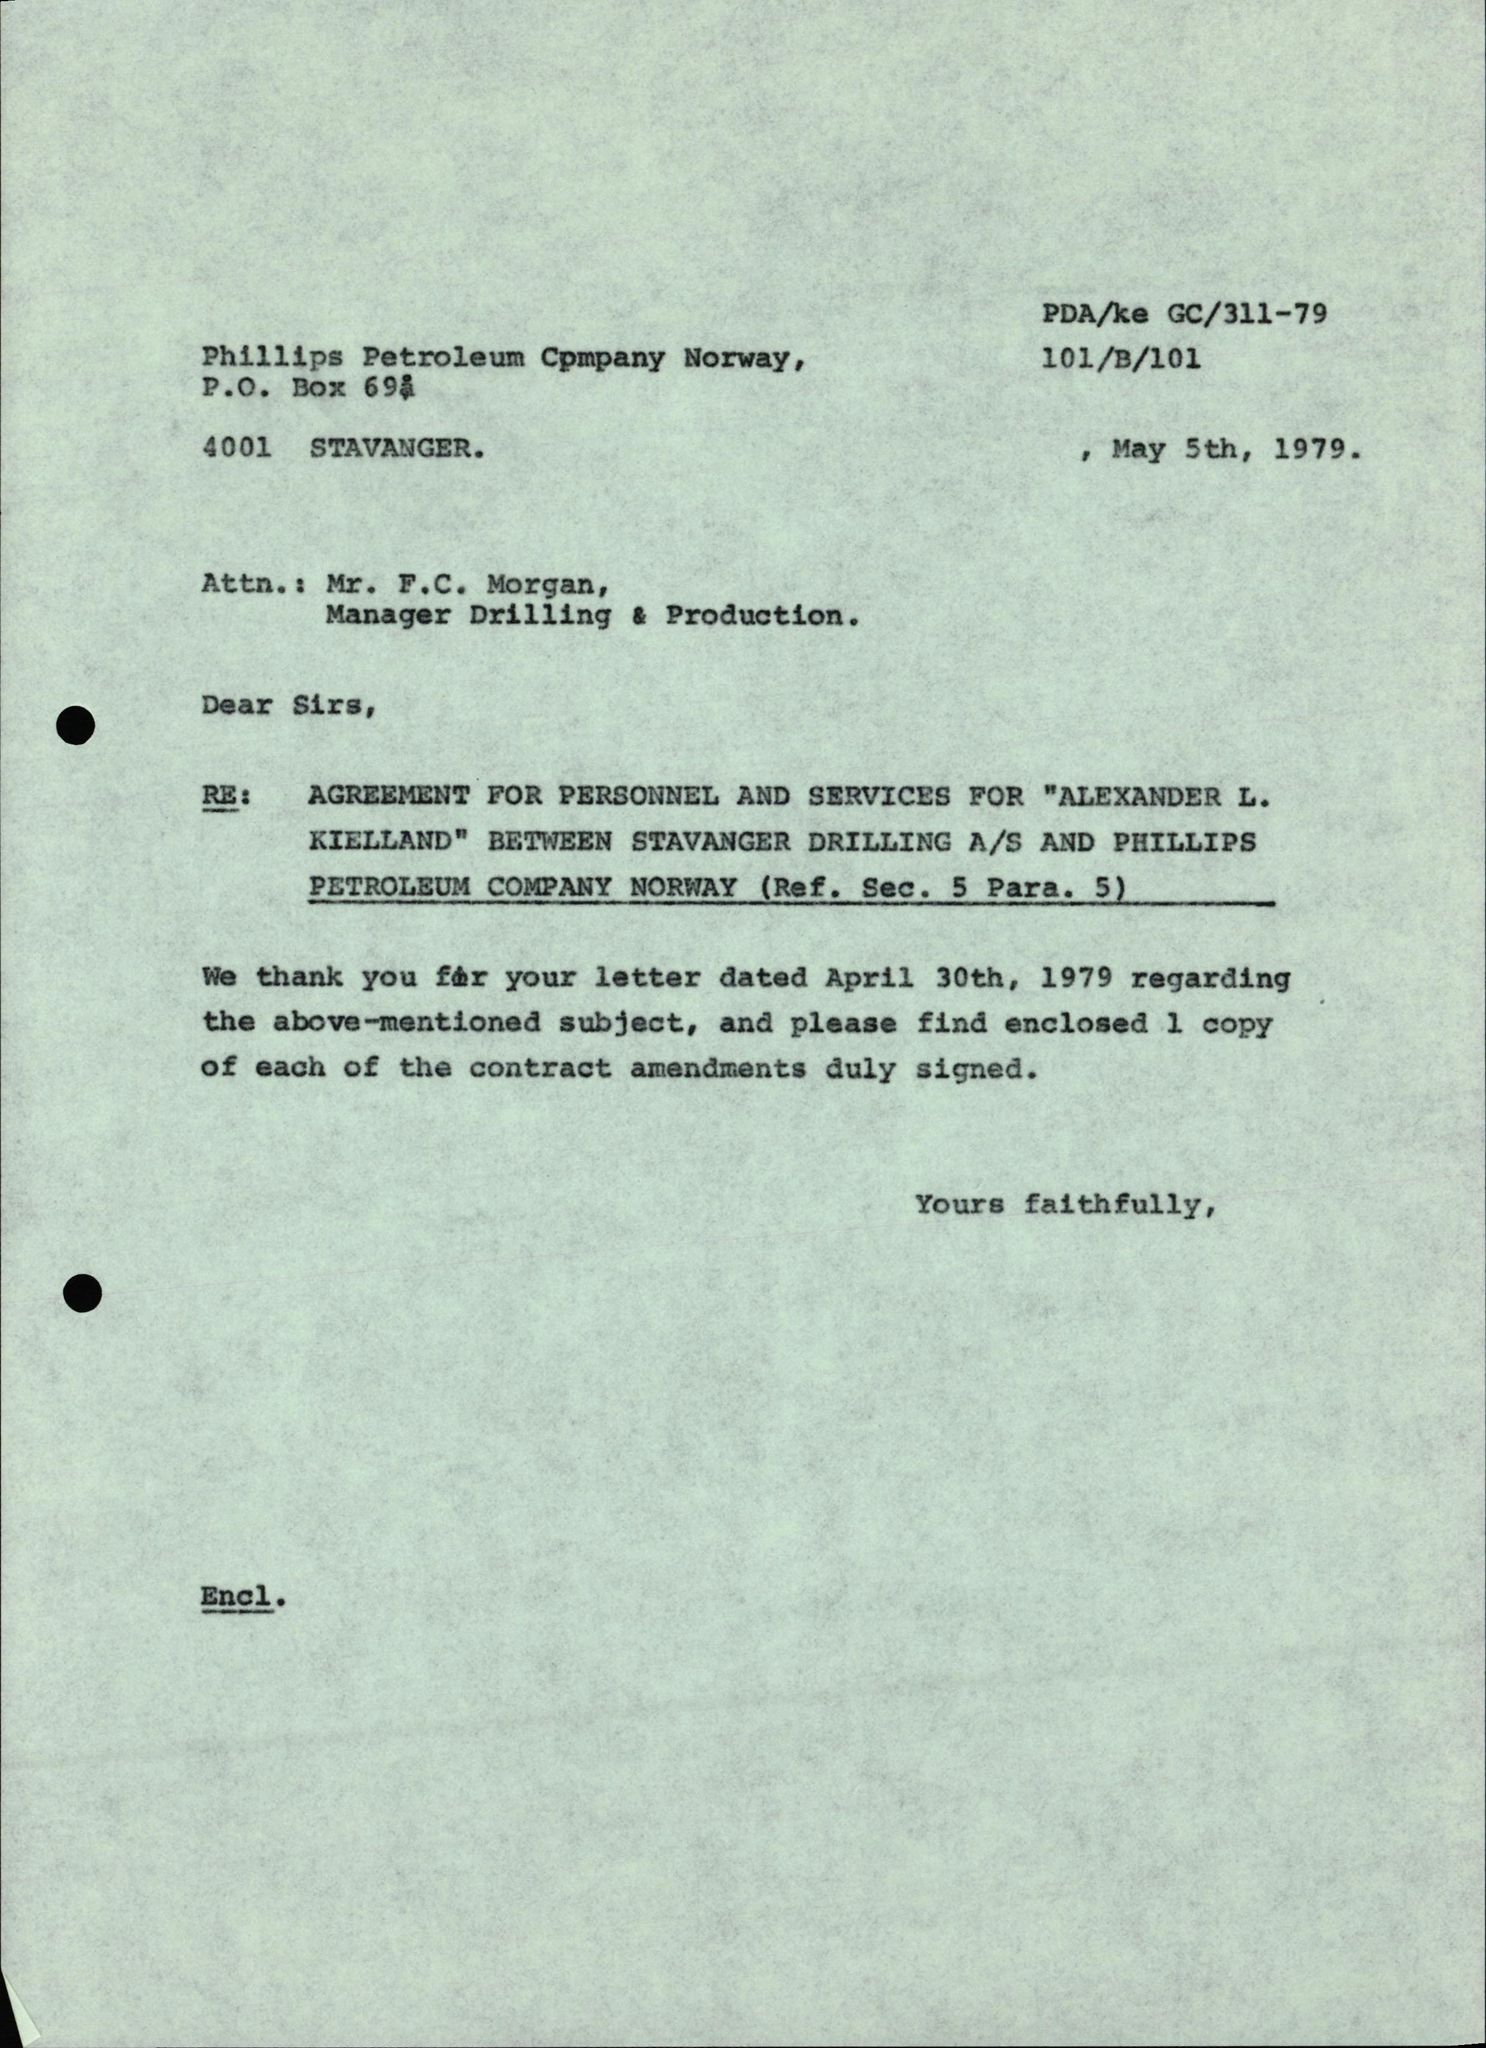 PDA/ke GC/311-79
Phillips Petroleum Cpmpany Norway,
101/B/101
P.O. Box
4001 STAVANGER.
, May 5th, 1979.
Attn.: Mr. F.C. Morgan,
Manager Drilling & Production.
Dear Sirs,
RE: AGREEMENT FOR PERSONNEL AND SERVICES FOR "ALEXANDER L.
KIELLAND" BETWEEN STAVANGER DRILLING A/S AND PHILLIPS
PETROLEUM COMPANY NORWAY (Ref. Sec. 5 Para. 5)
We thank you for your letter dated April 30th, 1979 regarding
the above-mentioned subject, and please find enclosed 1 copy
of each of the contract amendments duly signed.
Yours faithfully,
Encl.